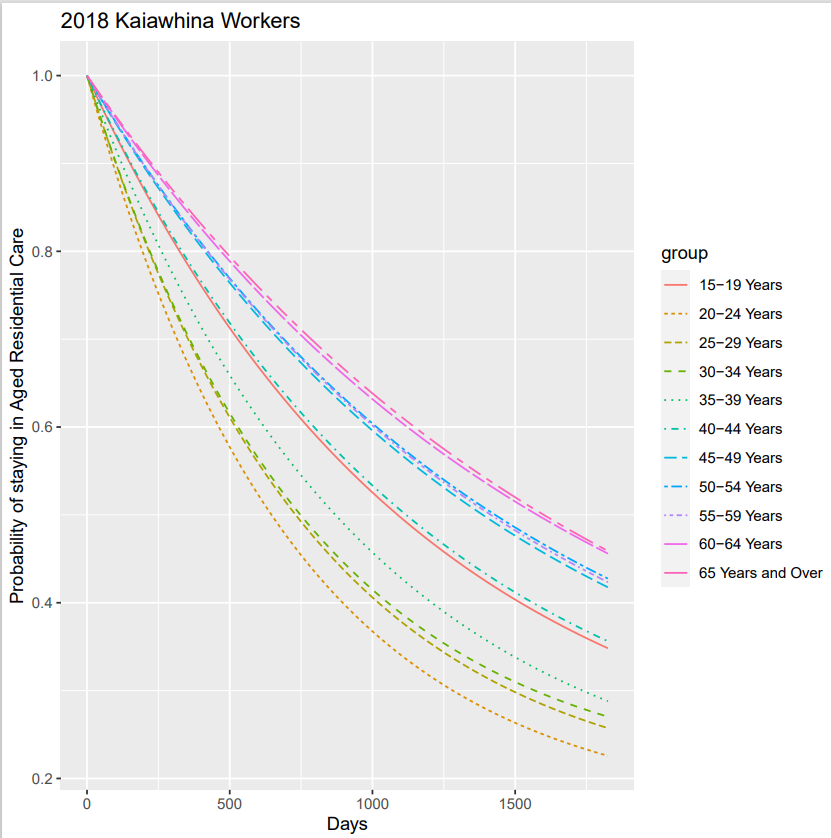 2018 Kaiawhina Workers
Probability of staying in Aged Residential Care
1.0
0.8
0.6
0.4
0.2
0
500
1000
1500
Days
group
15−19 Years
20−24 Years
25−29 Years
30−34 Years
35−39 Years
40−44 Years
45−49 Years
50−54 Years
55−59 Years
60−64 Years
65 Years and Over